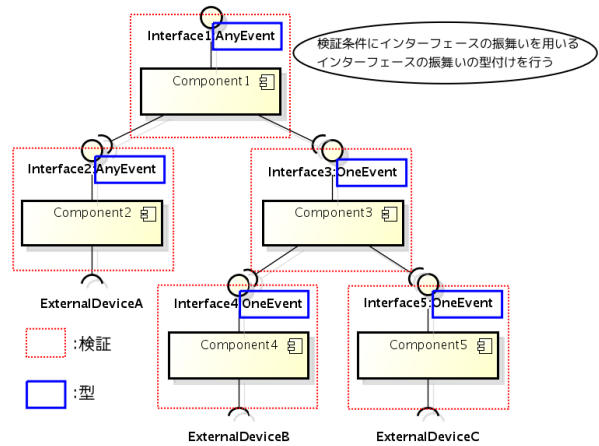 Interface1:AnyEvent
検証条件にインターフェースの振舞いを用いる
インターフェースの振舞いの型付けを行う
Component1
Interface2:AnyEvent
Interface3:OneEvent
Component2
Component3
ExternalDeviceA
Interface4:OneEvent
Interface5:OneEvent
Component4
Component5
:検証
:型
ExternalDeviceB
ExternalDeviceC